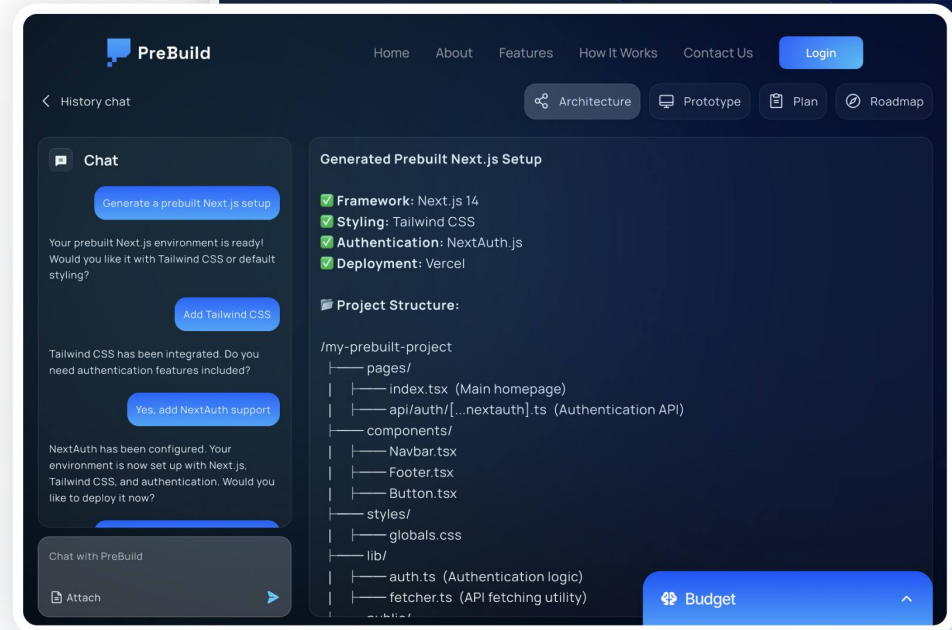 PreBuild
Home About Features How It Works Contact Us Login
History chat
Architecture Prototype Plan Roadmap
Chat
Generate a prebuilt Next.js setup
Your prebuilt Next.js environment is ready!
Would you like it with Tailwind CSS or default
styling?
Add Tailwind CSS
Tailwind CSS has been integrated. Do you
need authentication features included?
Yes, add NextAuth support
NextAuth has been configured. Your
environment is now set up with Next.js,
Tailwind CSS, and authentication. Would you
like to deploy it now?
Chat with PreBuild
Attach
Generated Prebuilt Next.js Setup
✅ Framework: Next.js 14
✅ Styling: Tailwind CSS
✅ Authentication: NextAuth.js
✅ Deployment: Vercel
📂 Project Structure:
/my-prebuilt-project
├── pages/
| ├── index.tsx (Main homepage)
| ├── api/auth/[...nextauth].ts (Authentication API)
├── components/
| ├── Navbar.tsx
| ├── Footer.tsx
| ├── Button.tsx
├── styles/
| ├── globals.css
├── lib/
| ├── auth.ts (Authentication logic)
| ├── fetcher.ts (API fetching utility)
Budget